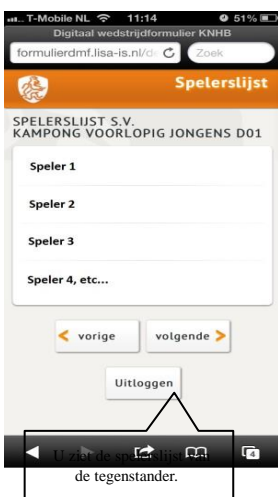 T-Mobile NL 11:14 51%
Digitaal wedstrijdformulier KNHB
formulierdmf.lisa-is.nl/d Zoek
Spelerslijst
SPELERSLIJST S.V.
KAMPONG VOORLOPIG JONGENS D01
Speler 1
Speler 2
Speler 3
Speler 4, etc...
< vorige volgende >
Uitloggen
U ziet de spelerslijst van
de tegenstander.
4